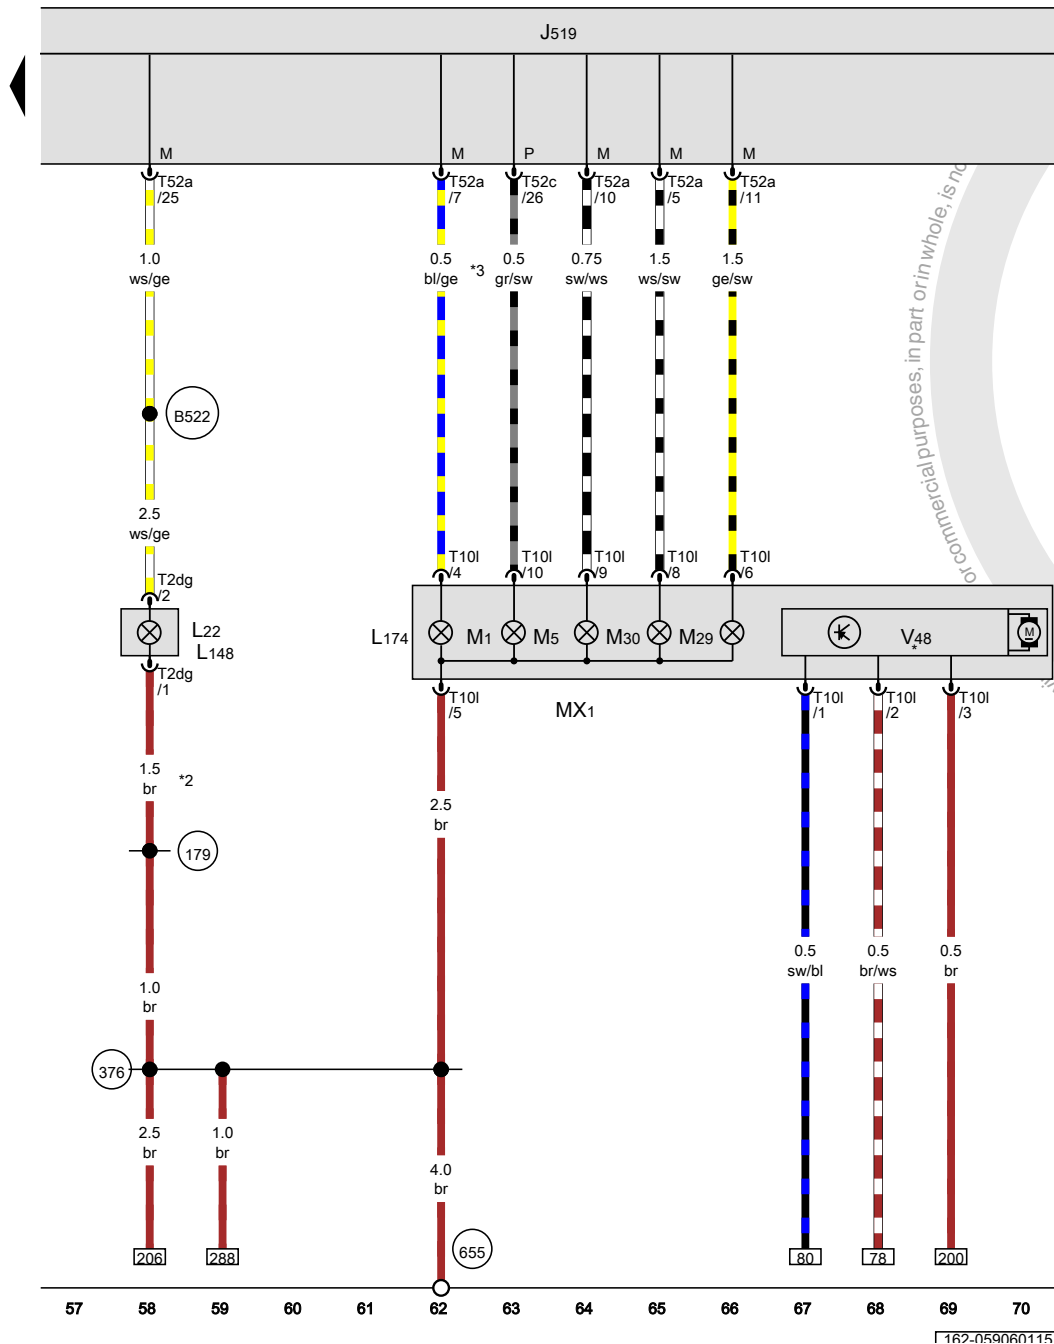 J519
M M P M M M
T52a /25
T52a /7
T52c /26
T52a /10
T52a /5
T52a /11
1.0 ws/ge
0.5 bl/ge
*3
0.5 gr/sw
0.75 sw/ws
1.5 ws/sw
1.5 ge/sw
or commercial purposes, in part or in whole, is no
B522
2.5 ws/ge
T2dg /2
T10l /4
T10l /10
T10l /9
T10l /8
T10l /6
L22
L148
L174
M1
M5
M30
M29
V48
*
M
T2dg /1
T10l /5
MX1
T10l /1
T10l /2
T10l /3
1.5 br
*2
2.5 br
179
0.5 sw/bl
0.5 br/ws
0.5 br
1.0 br
376
2.5 br
1.0 br
4.0 br
655
206
288
80
78
200
57 58 59 60 61 62 63 64 65 66 67 68 69 70
162-059060115